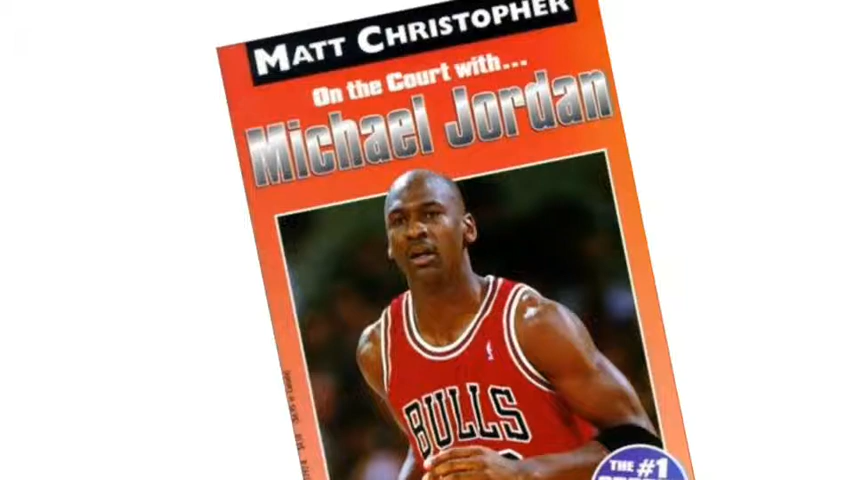 MATT CHRISTOPHER
On the Court with...
Michael Jordan
BULLS
THE #1